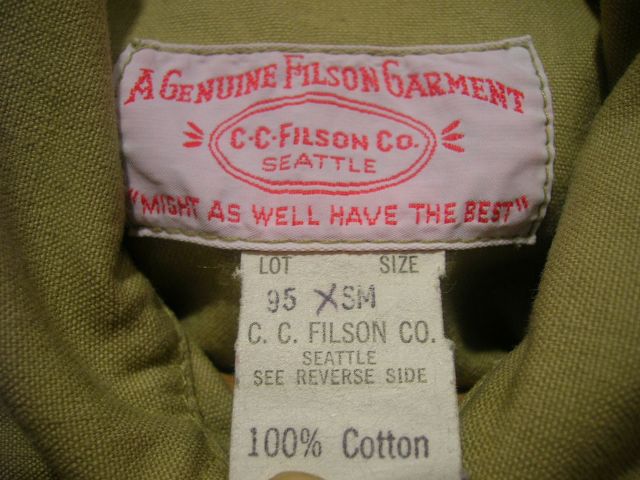 A GENUINE FILSON GARMENT
C·C·FILSON CO.
SEATTLE
"MIGHT AS WELL HAVE THE BEST"
LOT SIZE
95 XSM
C. C. FILSON CO.
SEATTLE
SEE REVERSE SIDE
100% Cotton